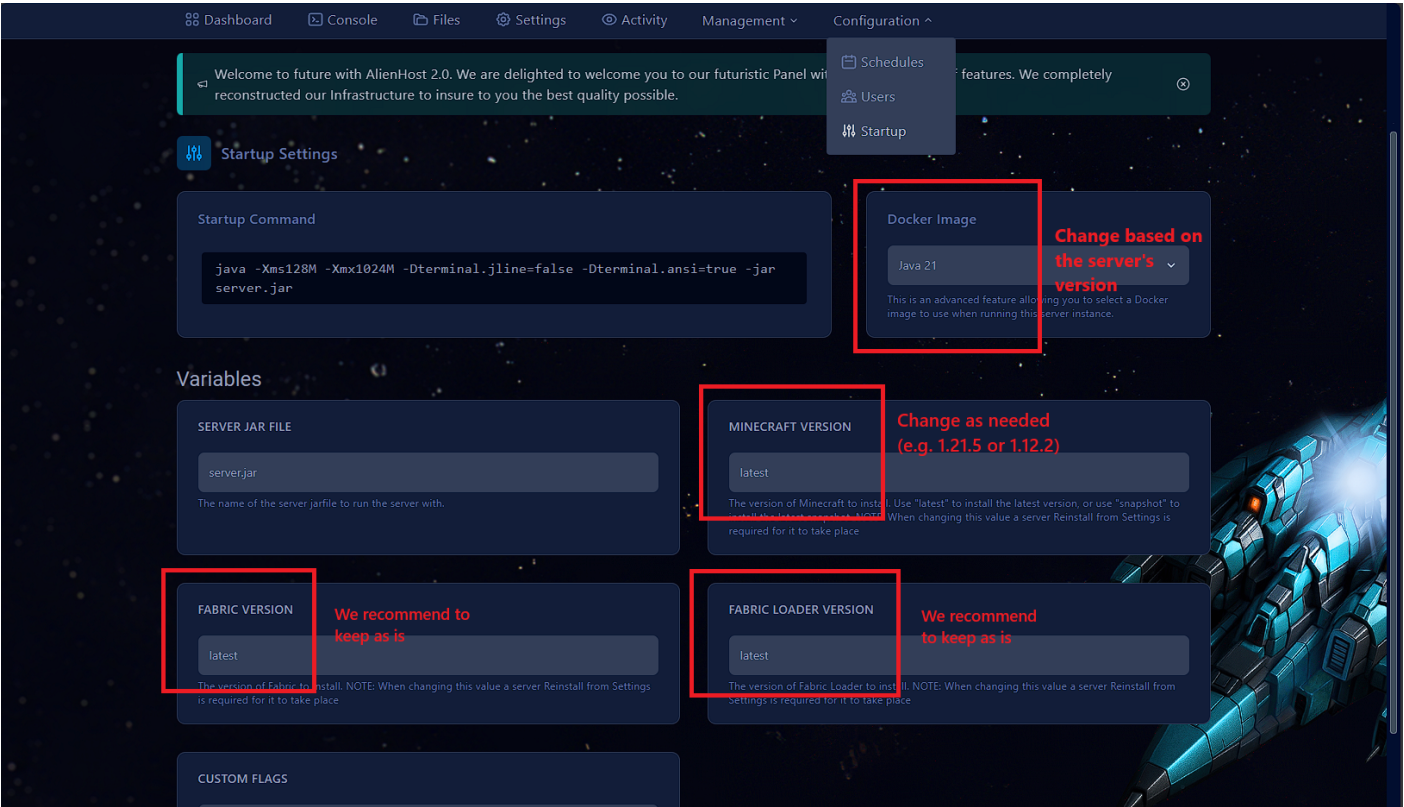 Dashboard Console Files Settings Activity Management Configuration
Schedules
Users
Startup
Welcome to future with AlienHost 2.0. We are delighted to welcome you to our futuristic Panel wi f features. We completely
reconstructed our Infrastructure to insure to you the best quality possible.
Startup Settings
Startup Command
java -Xms128M -Xmx1024M -Dterminal.jline=false -Dterminal.ansi=true -jar
server.jar
Docker Image
Java 21
This is an advanced feature allowing you to select a Docker
image to use when running this server instance.
Change based on
the server's
version
Variables
SERVER JAR FILE
server.jar
The name of the server jarfile to run the server with.
MINECRAFT VERSION
latest
The version of Minecraft to install. Use "latest" to install the latest version, or use "snapshot" to
install the latest snapshot. NOTE: When changing this value a server Reinstall from Settings is
required for it to take place
Change as needed
(e.g. 1.21.5 or 1.12.2)
FABRIC VERSION
latest
The version of Fabric to install. NOTE: When changing this value a server Reinstall from Settings
is required for it to take place
We recommend to
keep as is
FABRIC LOADER VERSION
latest
The version of Fabric Loader to install. NOTE: When changing this value a server Reinstall from
Settings is required for it to take place
We recommend
to keep as is
CUSTOM FLAGS